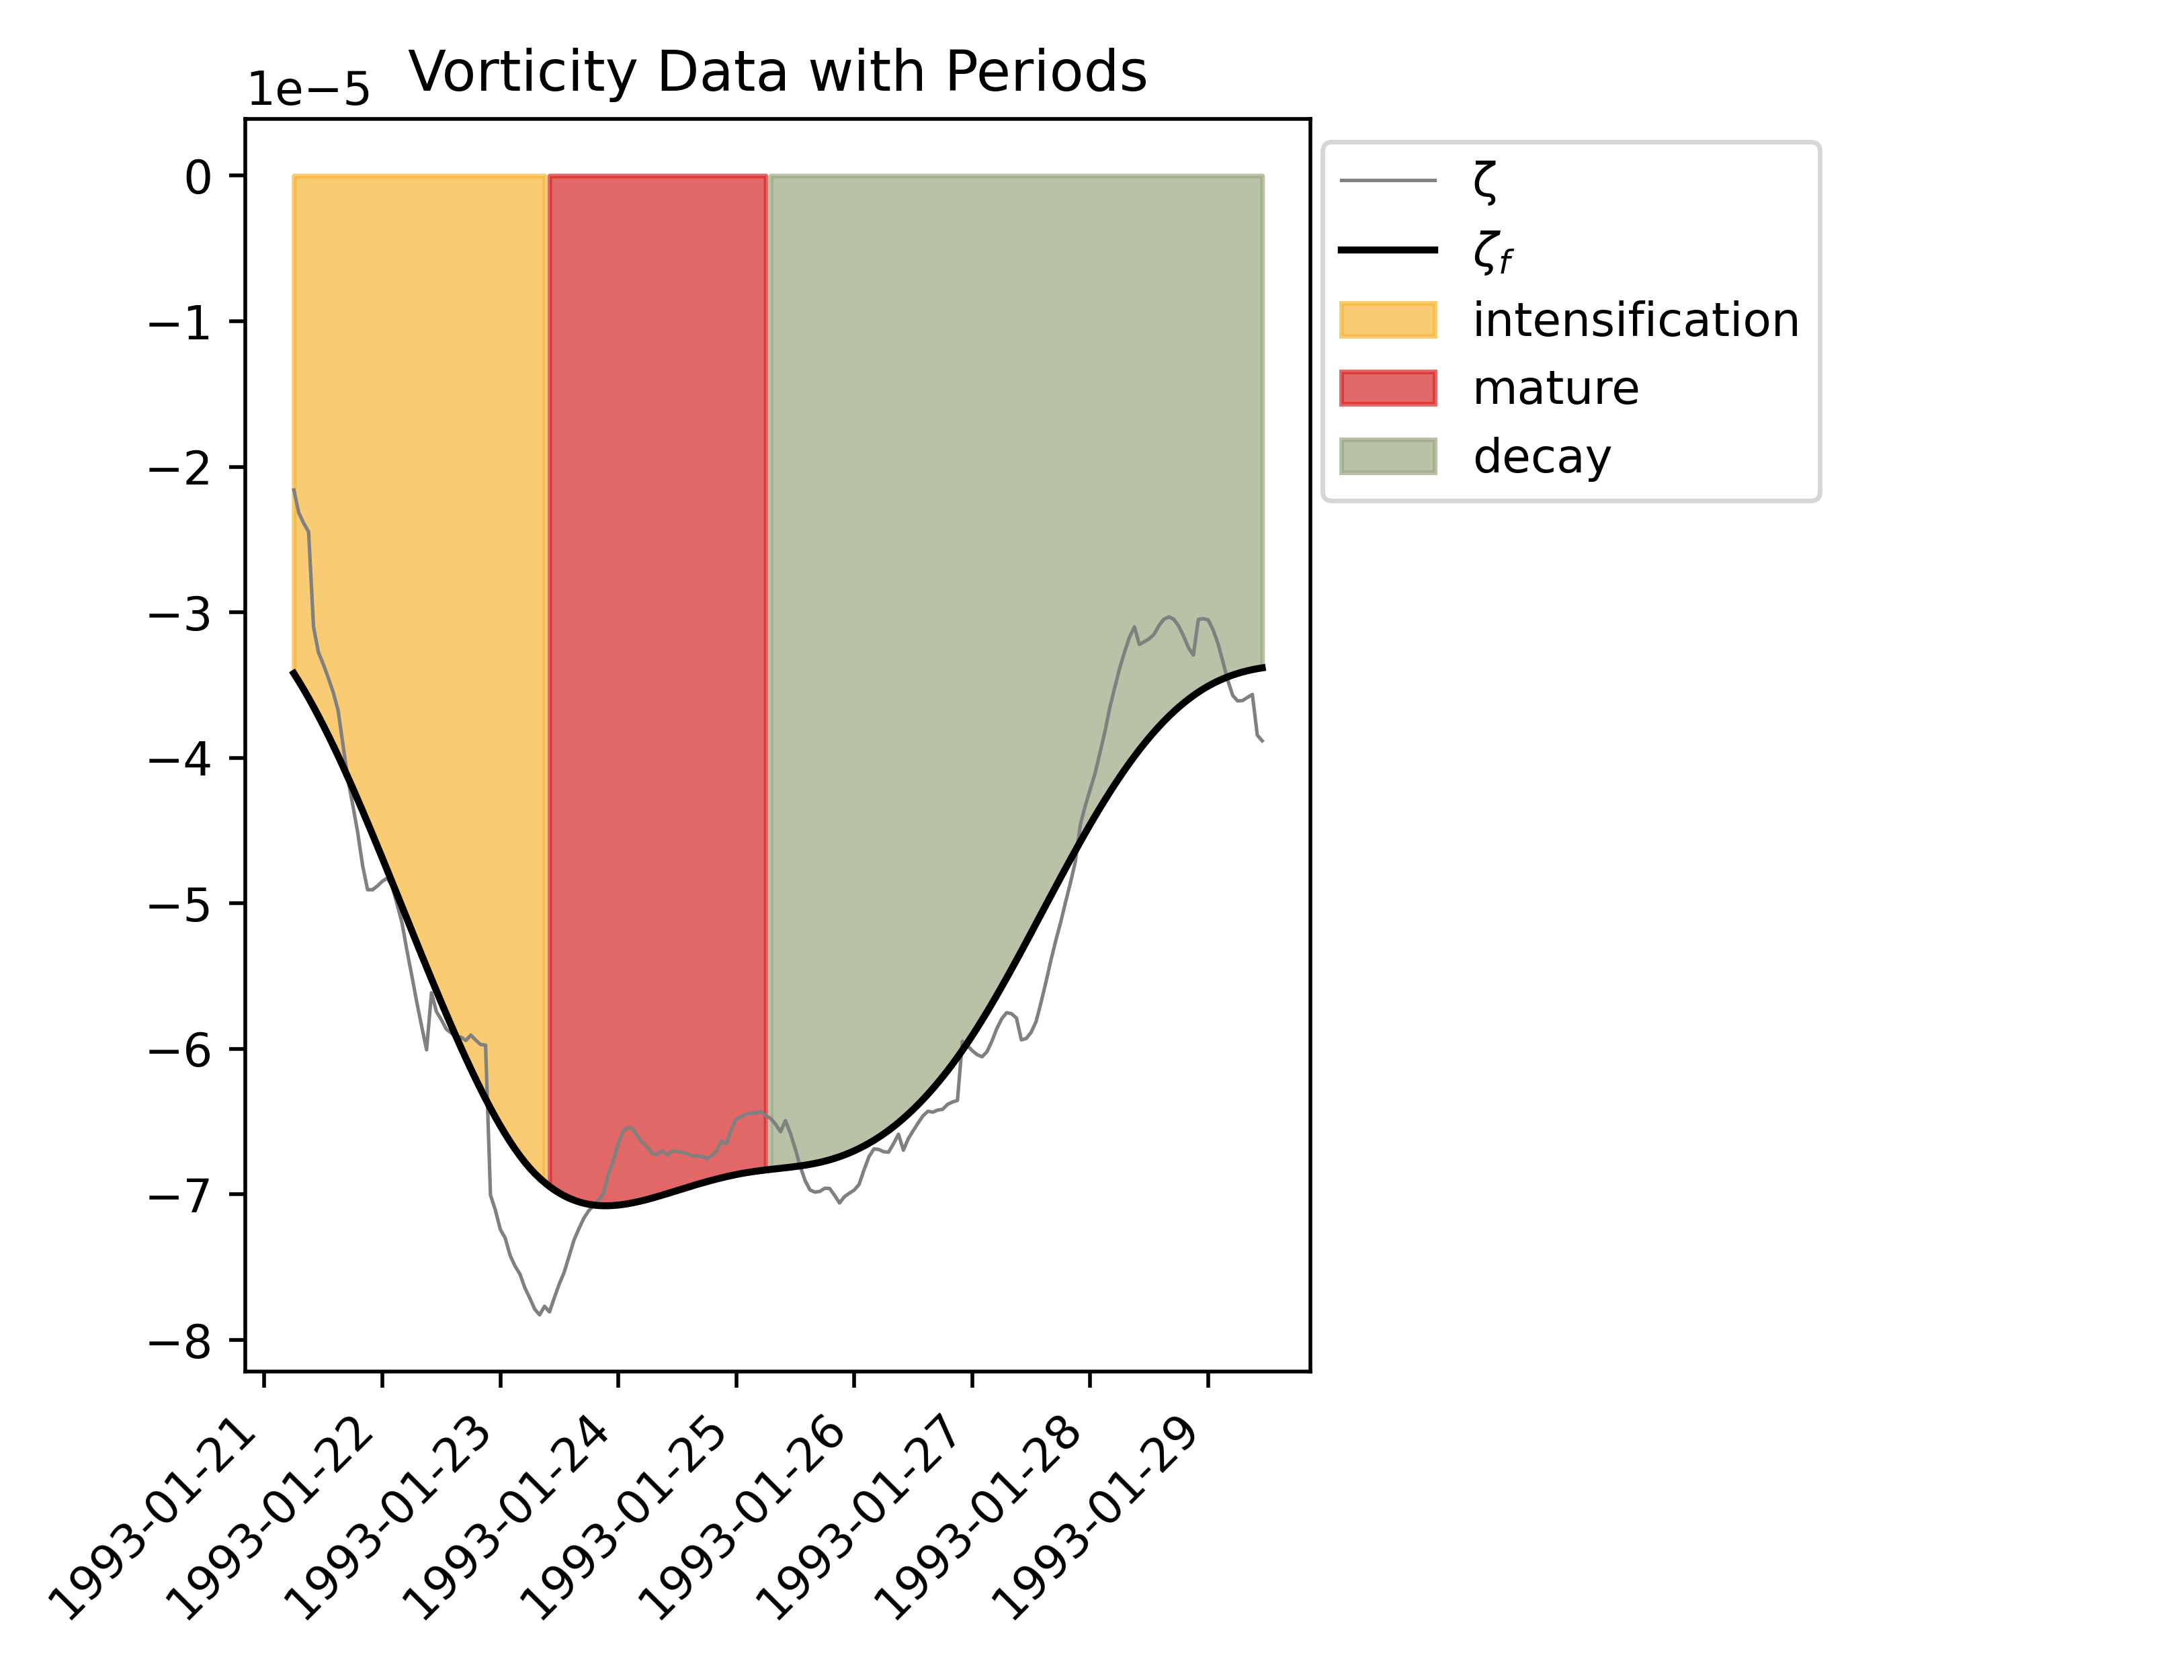 Vorticity Data with Periods
1e−5
0
−1
−2
−3
−4
−5
−6
−7
−8
1993-01-21
1993-01-22
1993-01-23
1993-01-24
1993-01-25
1993-01-26
1993-01-27
1993-01-28
1993-01-29
ζ
ζf
intensification
mature
decay